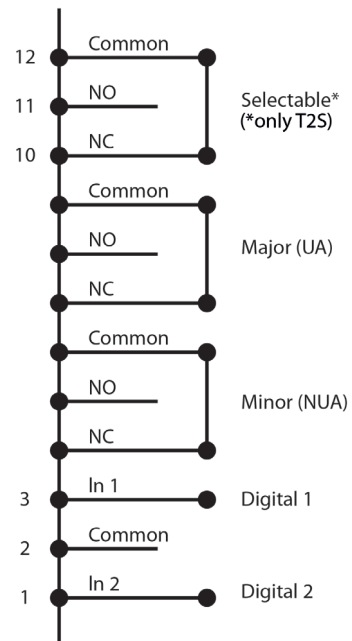 12 Common
11 NO
Selectable*
(*only T2S)
10 NC
Common
NO
Major (UA)
NC
Common
NO
Minor (NUA)
NC
3 In 1 Digital 1
2 Common
1 In 2 Digital 2